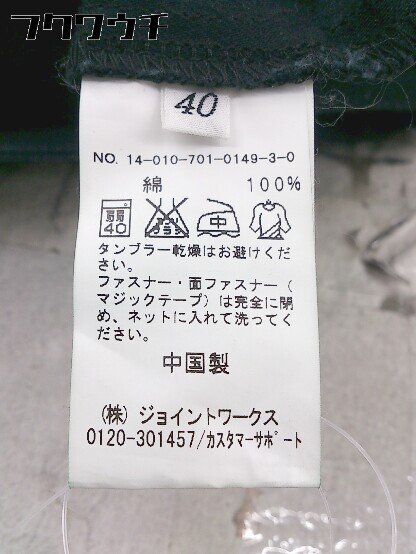 フクワウチ
40
NO. 14-010-701-0149-3-0
綿 100%
弱 40 中
タンブラー乾燥はお避けくだ
さい。
ファスナー・面ファスナー(
マジックテープ)は完全に閉
め、ネットに入れて洗ってく
ださい。
中国製
(株)ジョイントワークス
0120-301457/カスタマーサポート